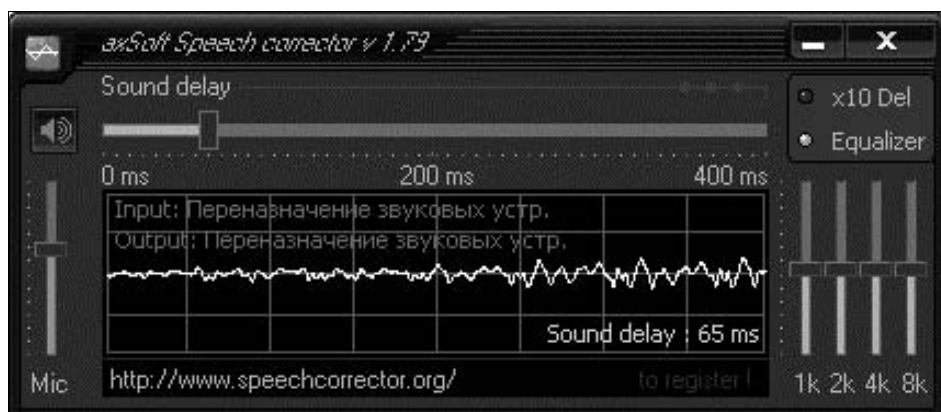 axSoft Speech corrector v 1.79
Sound delay
x10 Del
Equalizer
0 ms 200 ms 400 ms
Input: Переназначение звуковых устр.
Output: Переназначение звуковых устр.
Sound delay : 65 ms
Mic
http://www.speechcorrector.org/ to register !
1k 2k 4k 8k